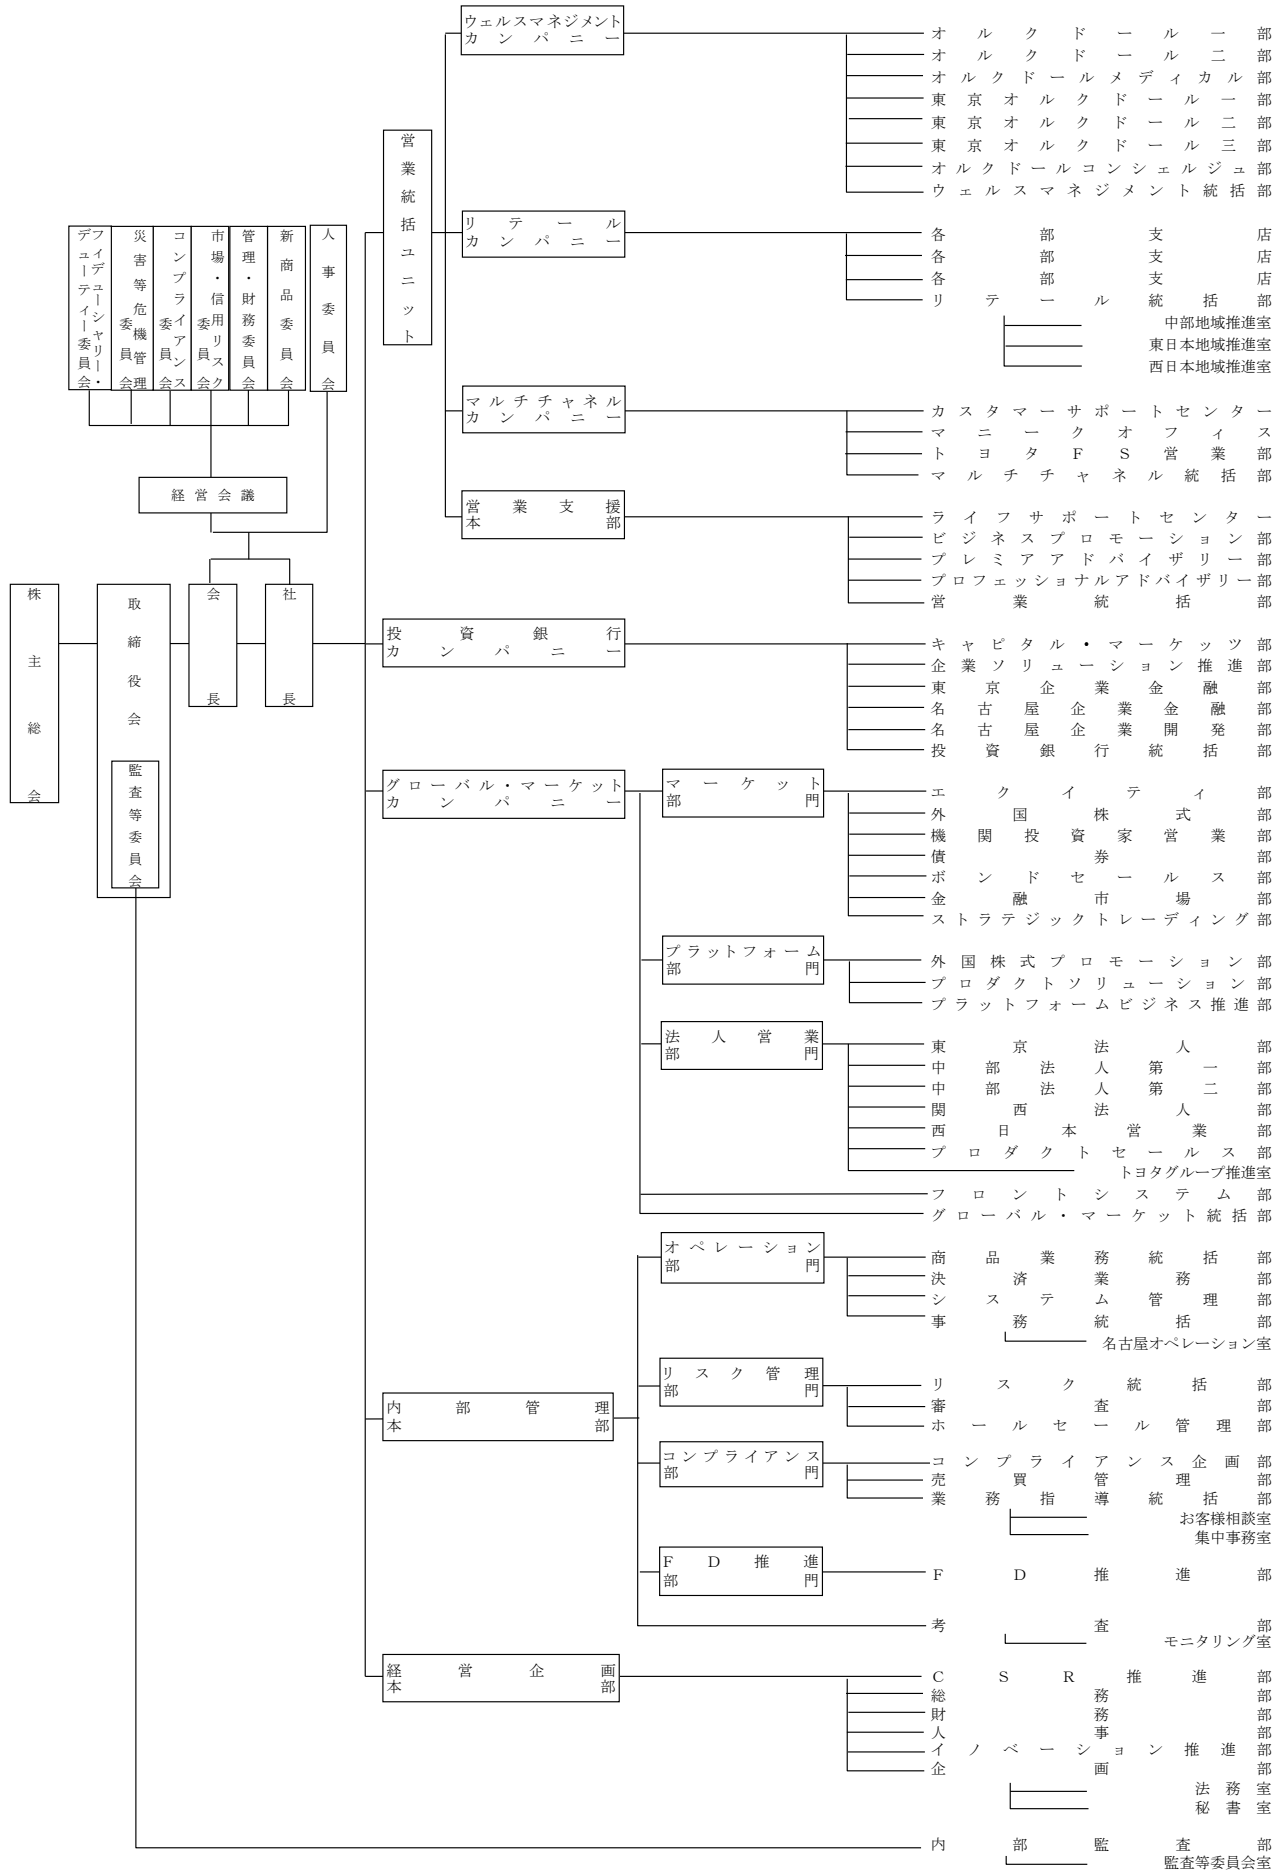 ウェルスマネジメント
カンパニー
オルクドール一部
オルクドール二部
オルクドールメディカル部
東京オルクドール一部
東京オルクドール二部
東京オルクドール三部
オルクドールコンシェルジュ部
ウェルスマネジメント統括部
営業統括ユニット
リテール
カンパニー
各部支店
各部支店
各部支店
リテール統括部
中部地域推進室
東日本地域推進室
西日本地域推進室
フィデューシャリー・
デューティー委員会
災害等危機管理
委員会
コンプライアンス
委員会
市場・信用リスク
委員会
管理・財務委員会
新商品委員会
人事委員会
マルチチャネル
カンパニー
カスタマーサポートセンター
マニークオフィス
トヨタFS営業部
マルチチャネル統括部
経営会議
営業支援
本部
ライフサポートセンター
ビジネスプロモーション部
プレミアアドバイザリー部
プロフェッショナルアドバイザリー部
営業統括部
株主総会
取締役会
監査等委員会
会長
社長
投資銀行
カンパニー
キャピタル・マーケッツ部
企業ソリューション推進部
東京企業金融部
名古屋企業金融部
名古屋企業開発部
投資銀行統括部
グローバル・マーケット
カンパニー
マーケット
部門
エクイティ部
外国株式部
機関投資家営業部
債券部
ボンドセールス部
金融市場部
ストラテジックトレーディング部
プラットフォーム
部門
外国株式プロモーション部
プロダクトソリューション部
プラットフォームビジネス推進部
法人営業
部門
東京法人部
中部法人第一部
中部法人第二部
関西法人部
西日本営業部
プロダクトセールス部
トヨタグループ推進室
フロントシステム部
グローバル・マーケット統括部
内部管理
本部
オペレーション
部門
商品業務統括部
決済業務部
システム管理部
事務統括部
名古屋オペレーション室
リスク管理
部門
リスク統括部
審査部
ホールセール管理部
コンプライアンス
部門
コンプライアンス企画部
売買管理部
業務指導統括部
お客様相談室
集中事務室
FD推進
部門
FD推進部
考査部
モニタリング室
経営企画
本部
CSR推進部
総務部
財務部
人事部
イノベーション推進部
企画部
法務室
秘書室
内部監査部
監査等委員会室